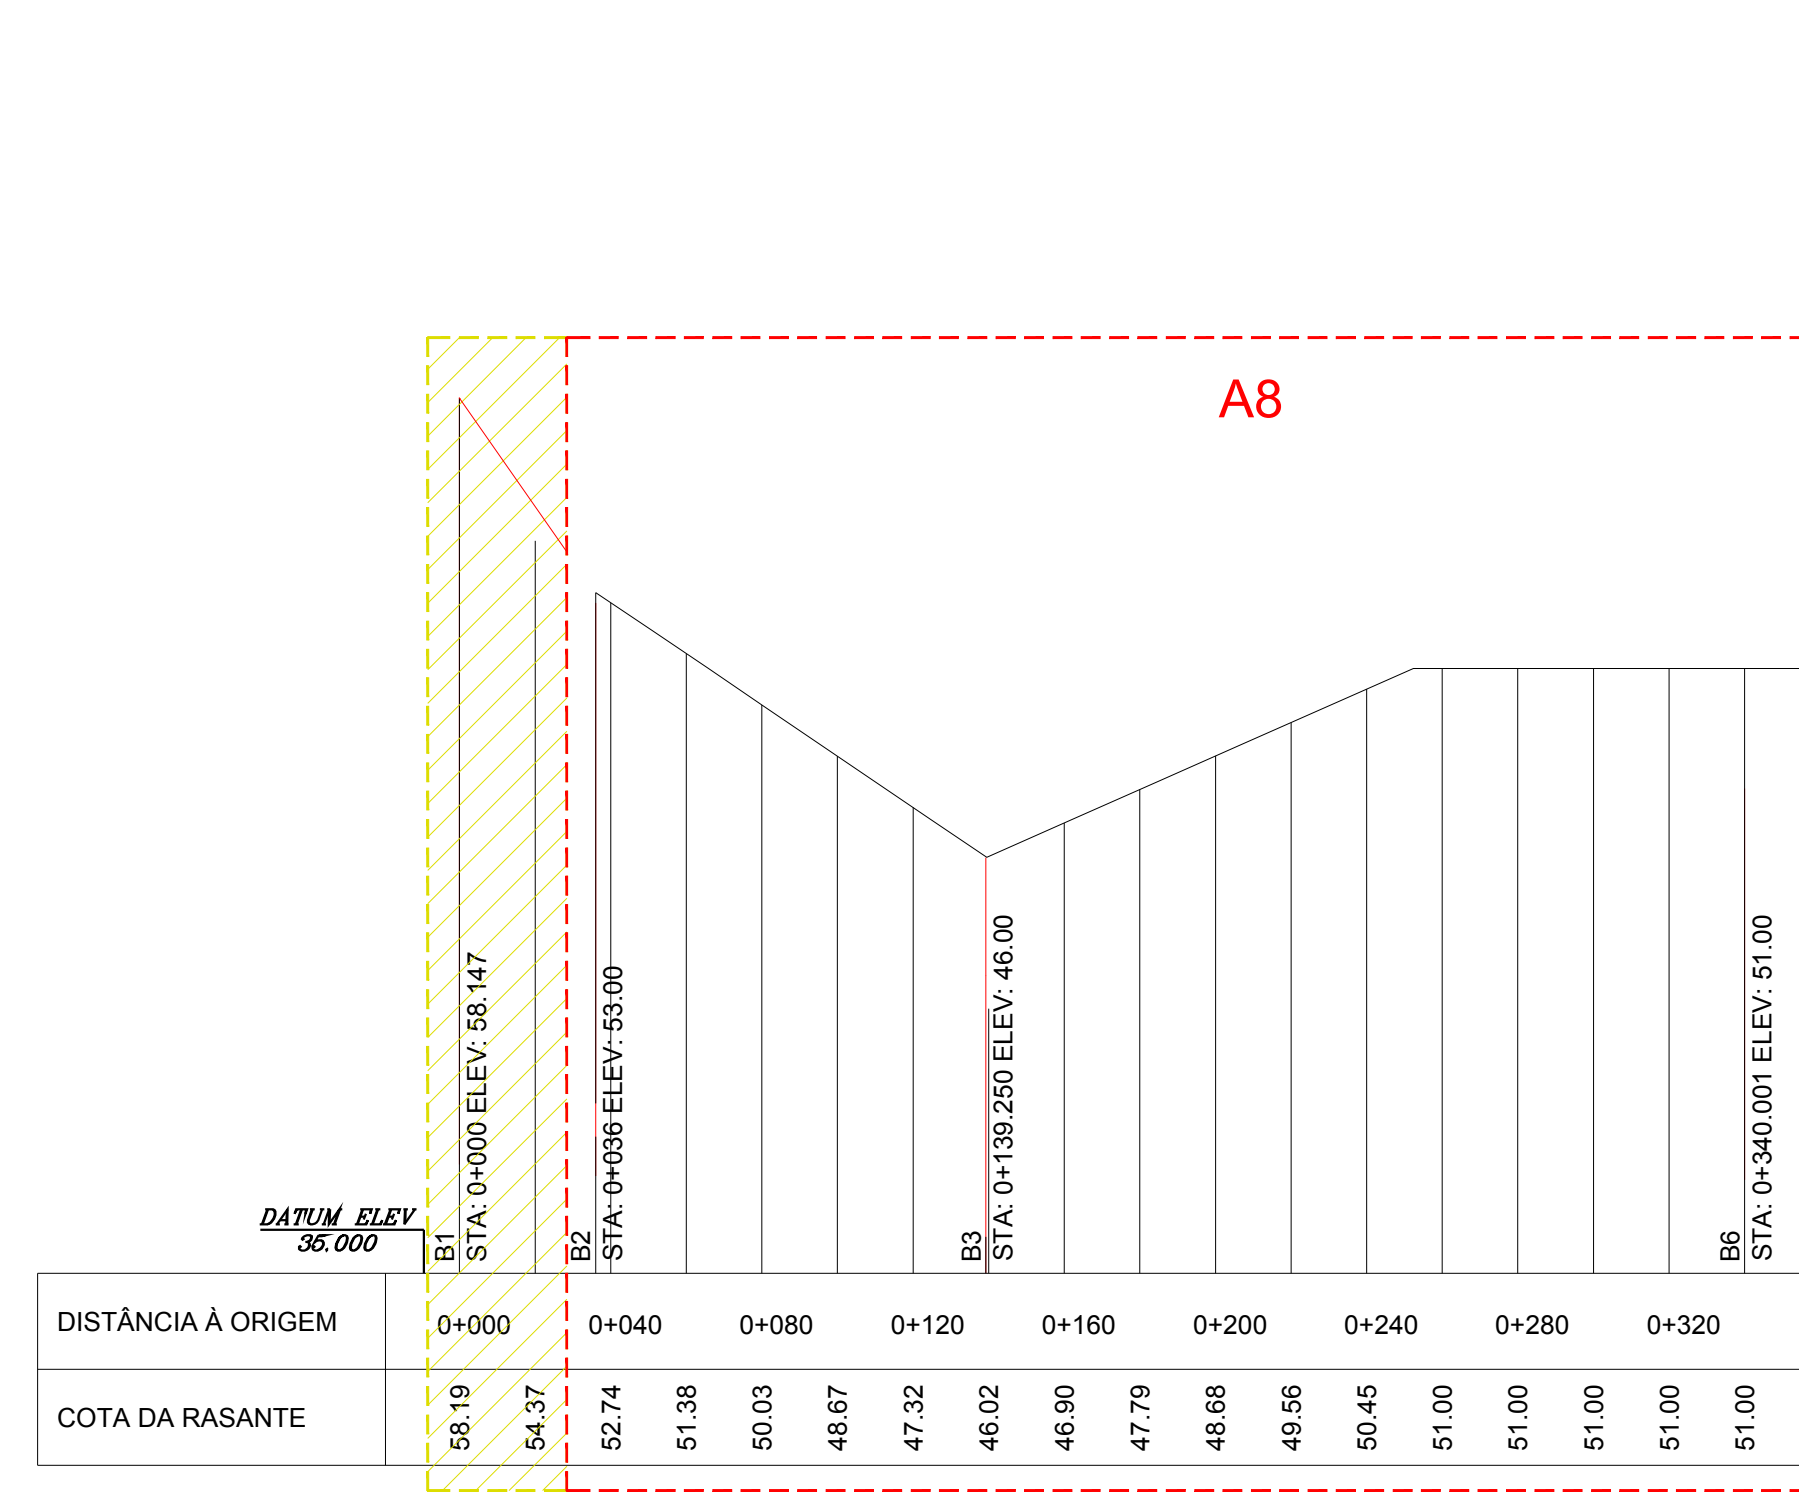 A8
B1
STA: 0+000 ELEV: 58.147
B2
STA: 0+036 ELEV: 53.00
B3
STA: 0+139.250 ELEV: 46.00
B6
STA: 0+340.001 ELEV: 51.00
DATUM ELEV
35.000
DISTÂNCIA À ORIGEM 0+000 0+040 0+080 0+120 0+160 0+200 0+240 0+280 0+320
COTA DA RASANTE 58.19 54.37 52.74 51.38 50.03 48.67 47.32 46.02 46.90 47.79 48.68 49.56 50.45 51.00 51.00 51.00 51.00 51.00